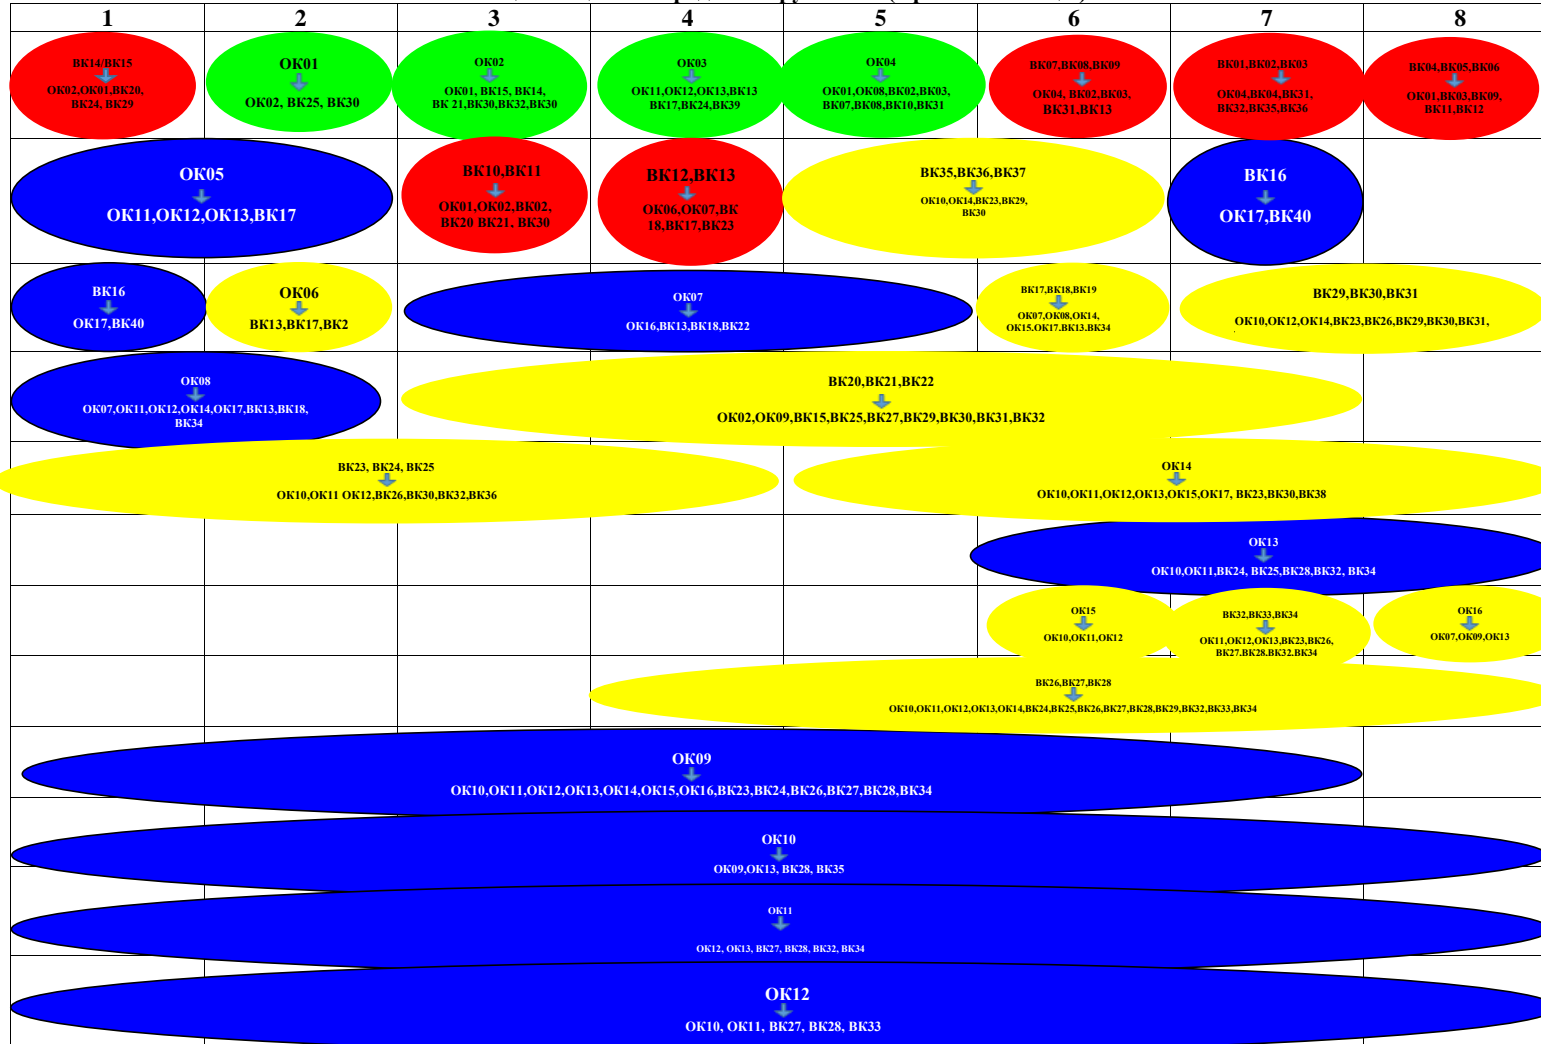 1 2 3 4 5 6 7 8
ВК14/ВК15
ОК02,ОК01,ВК20,
ВК24, ВК29
ОК01
ОК02, ВК25, ВК30
ОК02
ОК01, ВК15, ВК14,
ВК 21,ВК30,ВК32,ВК30
ОК03
ОК11,ОК12,ОК13,ВК13
ВК17,ВК24,ВК39
ОК04
ОК01,ОК08,ВК02,ВК03,
ВК07,ВК08,ВК10,ВК31
ВК07,ВК08,ВК09
ОК04, ВК02,ВК03,
ВК31,ВК13
ВК01,ВК02,ВК03
ОК04,ВК04,ВК31,
ВК32,ВК35,ВК36
ВК04,ВК05,ВК06
ОК01,ВК03,ВК09,
ВК11,ВК12
ОК05
ОК11,ОК12,ОК13,ВК17
ВК10,ВК11
ОК01,ОК02,ВК02,
ВК20 ВК21, ВК30
ВК12,ВК13
ОК06,ОК07,ВК
18,ВК17,ВК23
ВК35,ВК36,ВК37
ОК10,ОК14,ВК23,ВК29,
ВК30
ВК16
ОК17,ВК40
ВК16
ОК17,ВК40
ОК06
ВК13,ВК17,ВК2
ОК07
ОК16,ВК13,ВК18,ВК22
ВК17,ВК18,ВК19
ОК07,ОК08,ОК14,
ОК15.ОК17,ВК13.ВК34
ВК29,ВК30,ВК31
ОК10,ОК12,ОК14,ВК23,ВК26,ВК29,ВК30,ВК31,
ОК08
ОК07,ОК11,ОК12,ОК14,ОК17,ВК13,ВК18,
ВК34
ВК20,ВК21,ВК22
ОК02,ОК09,ВК15,ВК25,ВК27,ВК29,ВК30,ВК31,ВК32
ВК23, ВК24, ВК25
ОК10,ОК11 ОК12,ВК26,ВК30,ВК32,ВК36
ОК14
ОК10,ОК11,ОК12,ОК13,ОК15,ОК17, ВК23,ВК30,ВК38
ОК13
ОК10,ОК11,ВК24, ВК25,ВК28,ВК32, ВК34
ОК15
ОК10,ОК11,ОК12
ВК32,ВК33,ВК34
ОК11,ОК12,ОК13,ВК23,ВК26,
ВК27.ВК28.ВК32.ВК34
ОК16
ОК07,ОК09,ОК13
ВК26,ВК27,ВК28
ОК10,ОК11,ОК12,ОК13,ОК14,ВК24,ВК25,ВК26,ВК27,ВК28,ВК29,ВК32,ВК33,ВК34
ОК09
ОК10,ОК11,ОК12,ОК13,ОК14,ОК15,ОК16,ВК23,ВК24,ВК26,ВК27,ВК28,ВК34
ОК10
ОК09,ОК13, ВК28, ВК35
ОК11
ОК12, ОК13, ВК27, ВК28, ВК32, ВК34
ОК12
ОК10, ОК11, ВК27, ВК28, ВК33